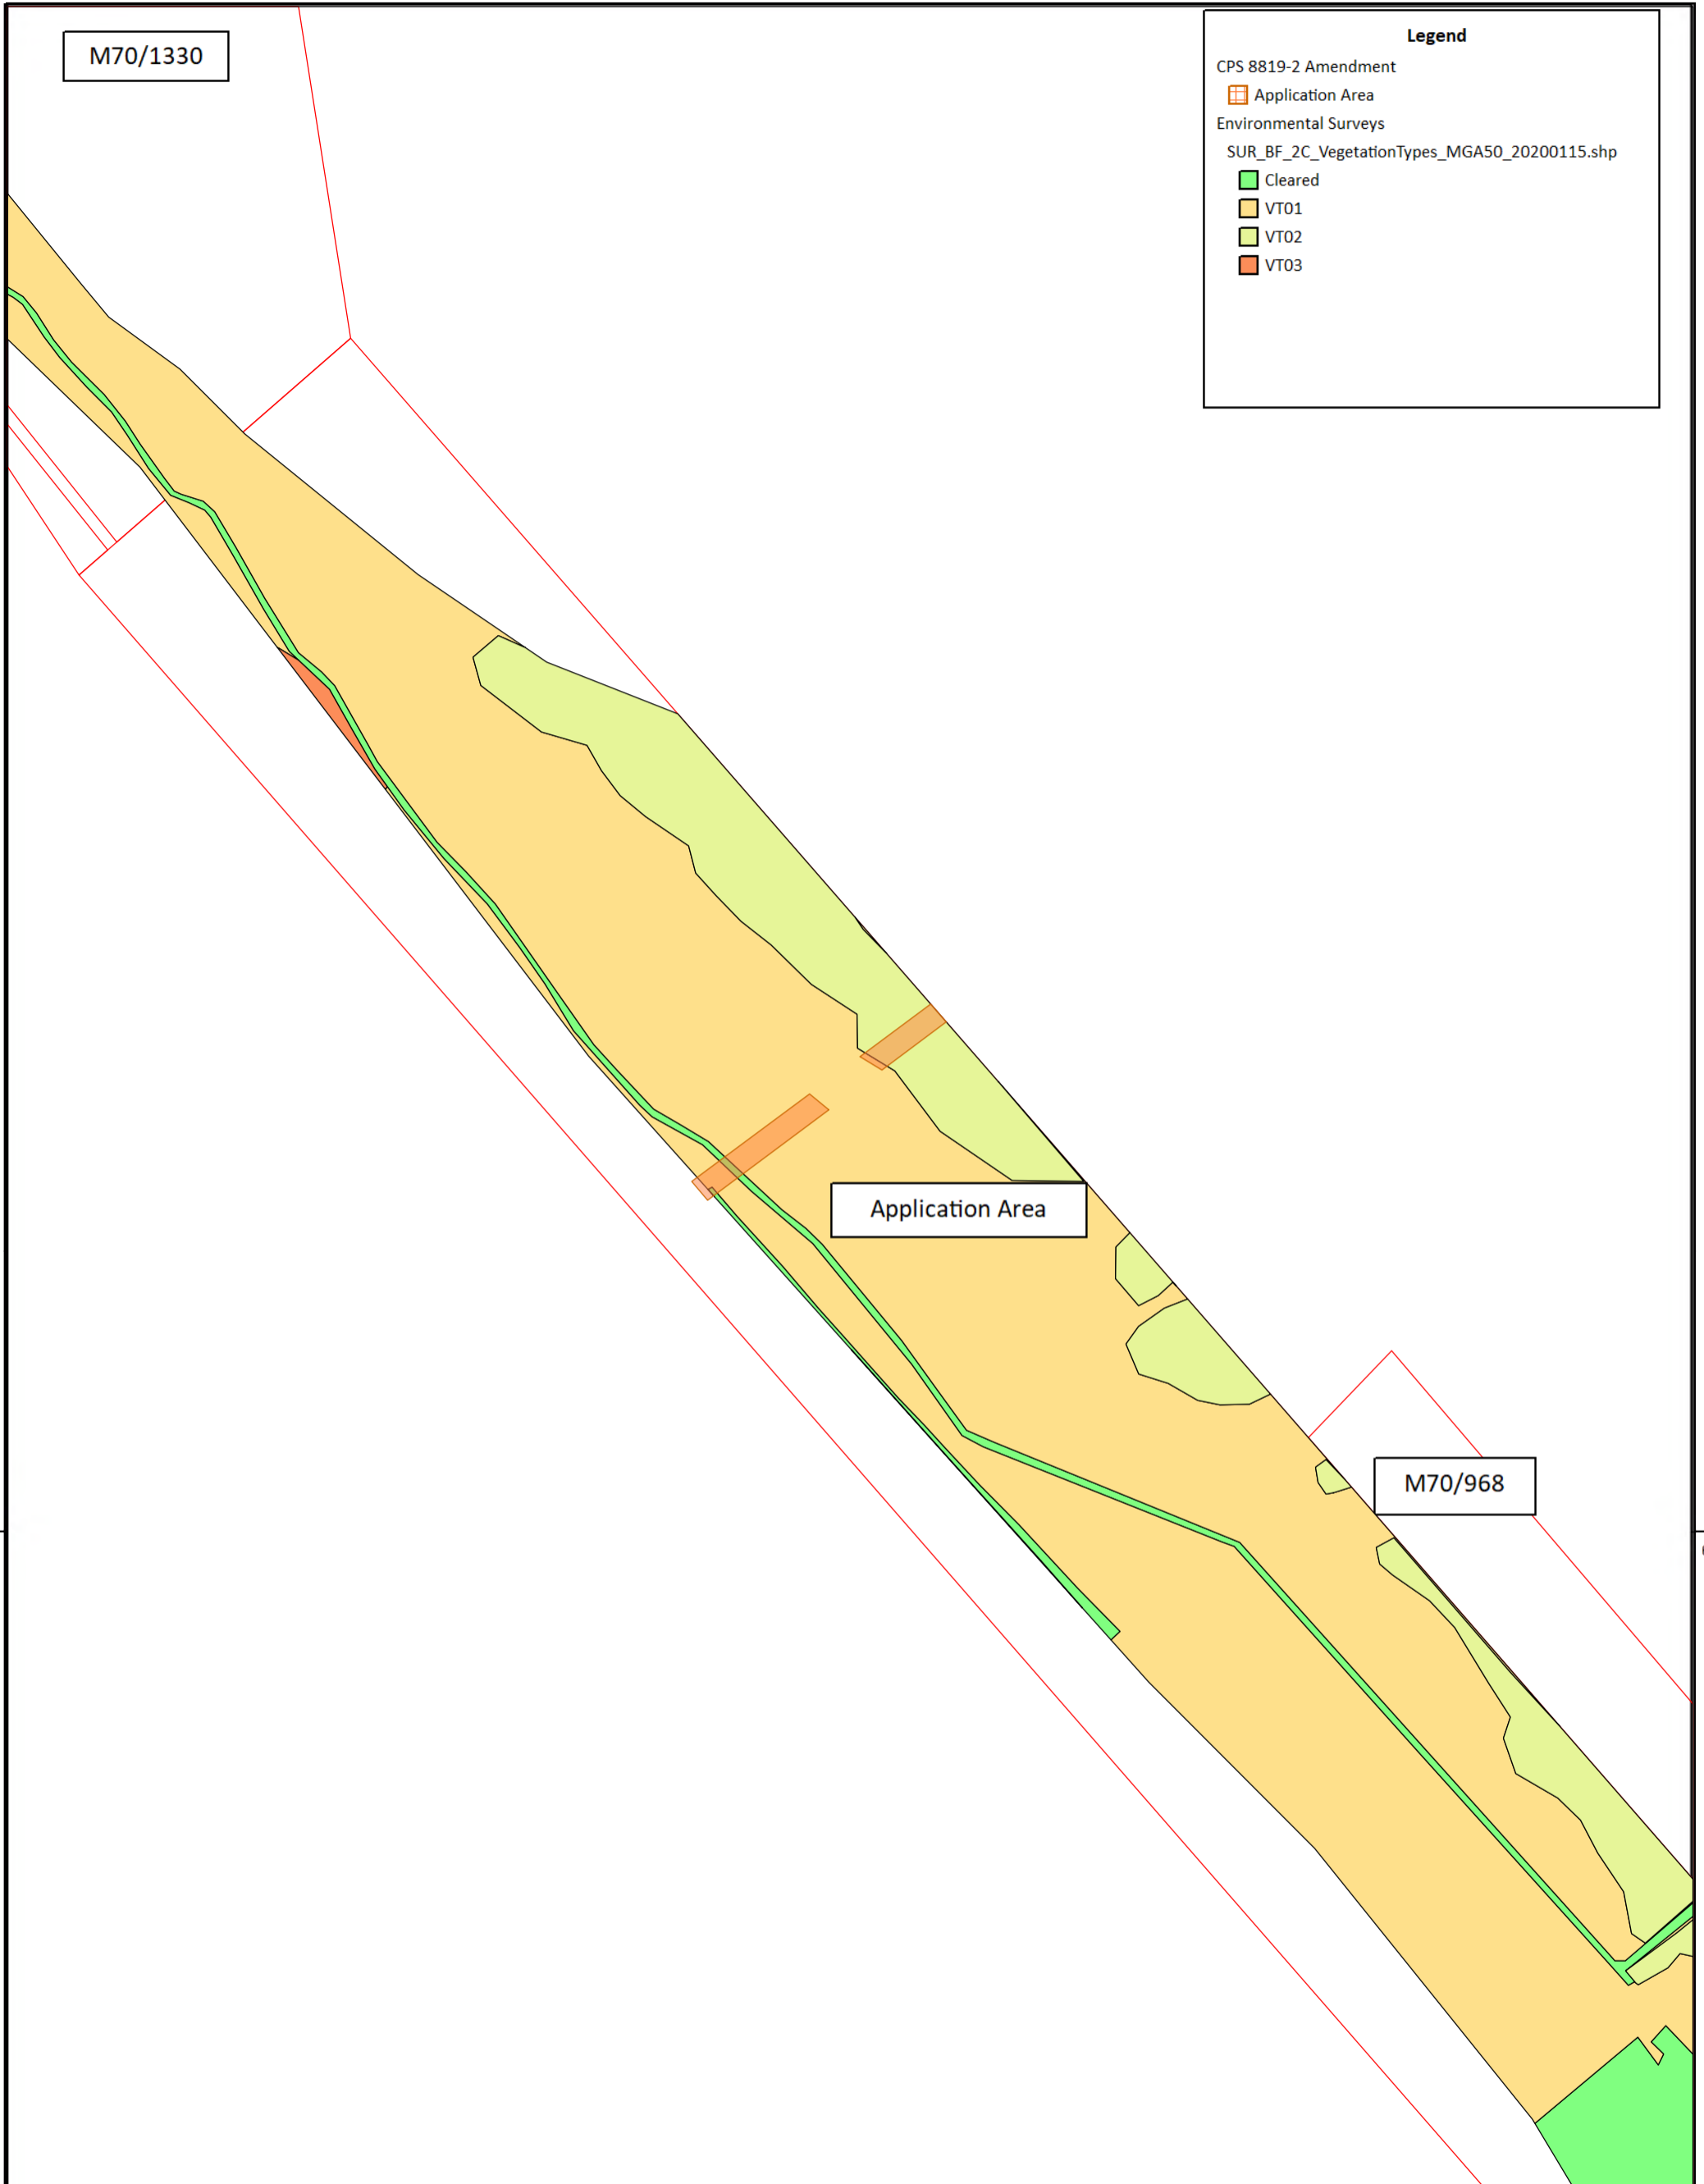 M70/1330
Legend
CPS 8819-2 Amendment
Application Area
Environmental Surveys
SUR_BF_2C_VegetationTypes_MGA50_20200115.shp
Cleared
VT01
VT02
VT03
Application Area
M70/968